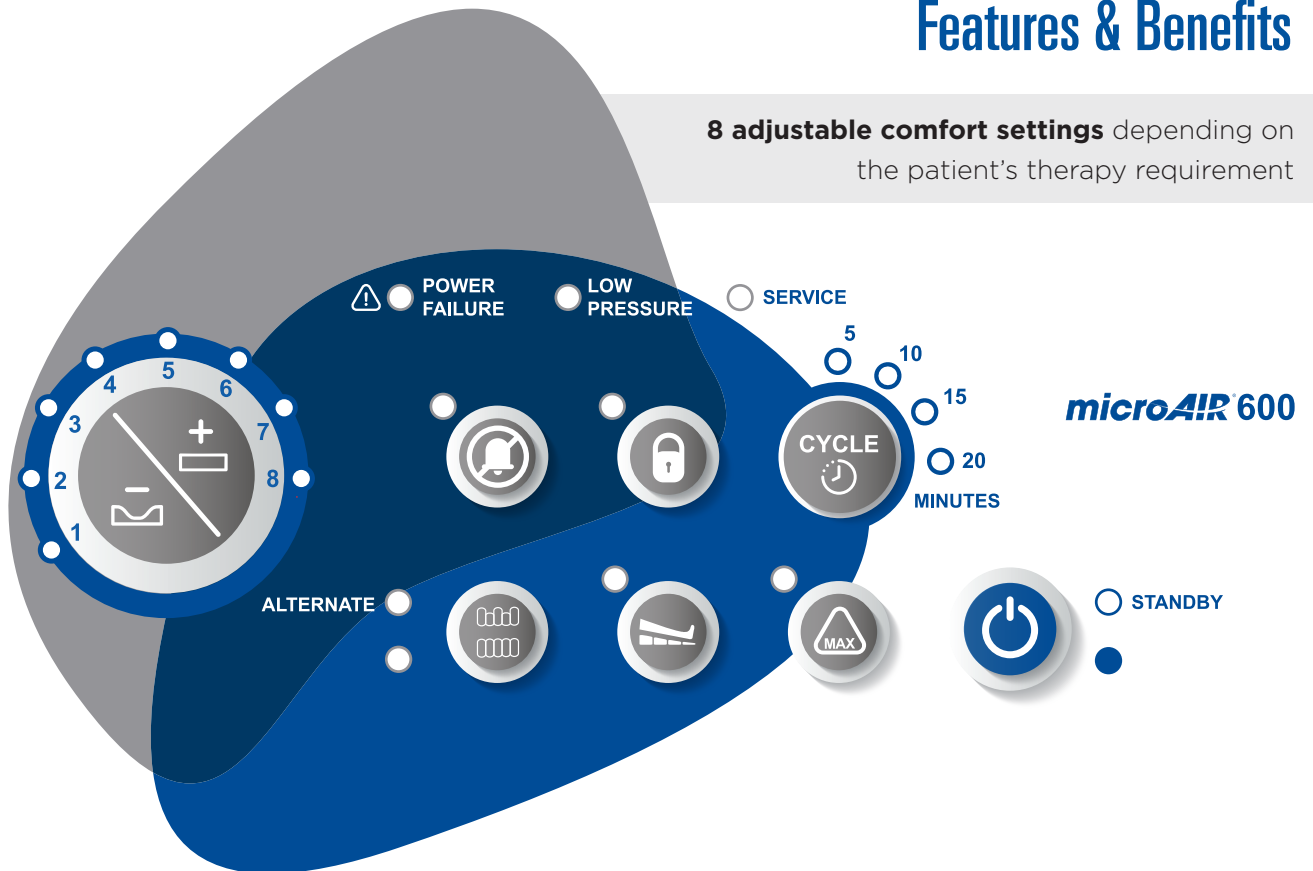 Features & Benefits
8 adjustable comfort settings depending on
the patient's therapy requirement
POWER
FAILURE
LOW
PRESSURE
SERVICE
5
10
15
20
MINUTES
CYCLE
microAIR® 600
1
2
3
4
5
6
7
8
+
-
ALTERNATE
MAX
STANDBY